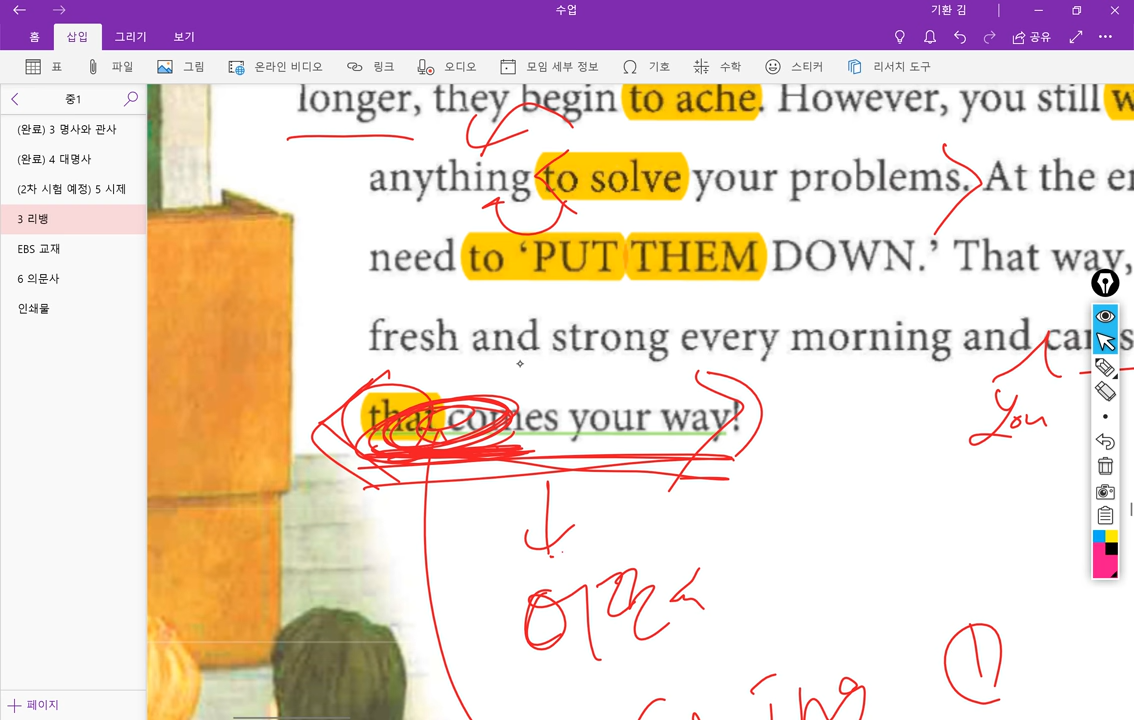 수업
기환 김
홈 삽입 그리기 보기
공유
표 파일 그림 온라인 비디오 링크 오디오 모임 세부 정보 기호 수학 스티커 리서치 도구
중1
(완료) 3 명사와 관사
(완료) 4 대명사
(2차 시험 예정) 5 시제
3 리뱅
EBS 교재
6 의문사
인쇄물
페이지
longer, they begin to ache. However, you still
anything to solve your problems. At the
need to ‘PUT THEM DOWN.’ That way,
fresh and strong every morning and can
You
that comes your way!
①